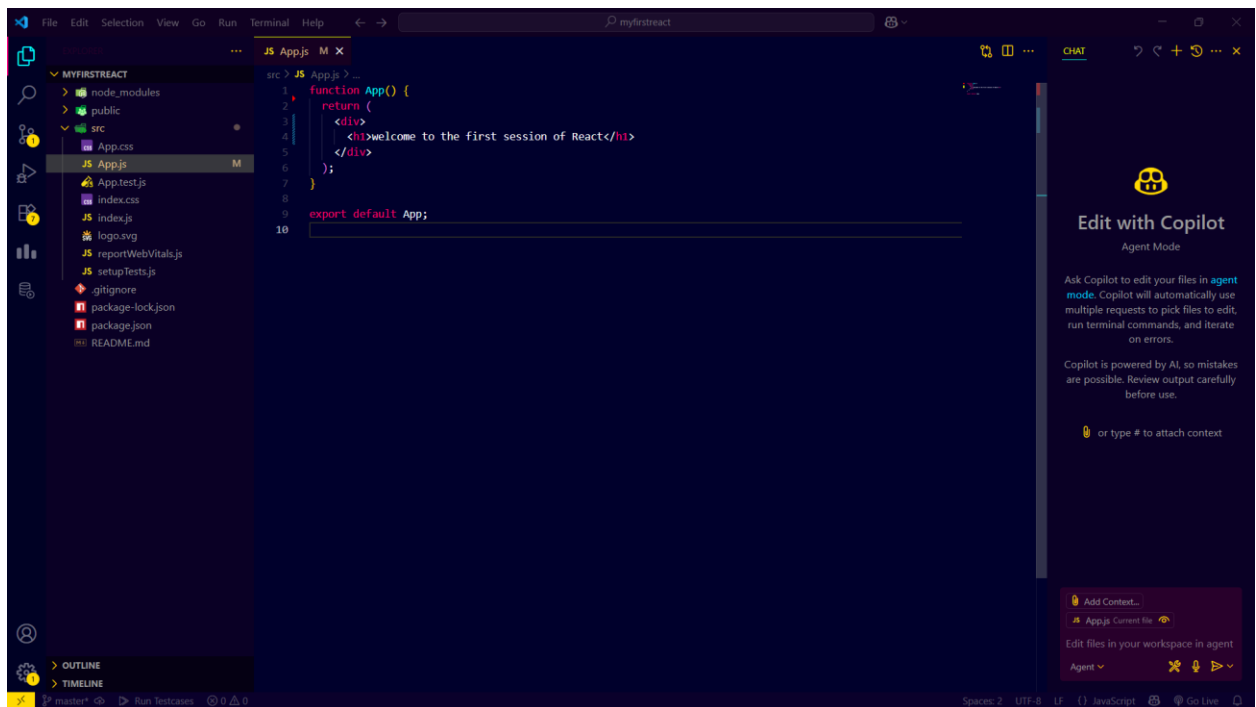 File Edit Selection View Go Run Terminal Help
myfirstreact
MYFIRSTREACT
node_modules
public
src
App.css
JS App.js M
App.test.js
index.css
JS index.js
logo.svg
JS reportWebVitals.js
JS setupTests.js
.gitignore
package-lock.json
package.json
README.md
OUTLINE
TIMELINE
JS App.js M
src > JS App.js > ...
1 function App() {
2 return (
3 <div>
4 <h1>welcome to the first session of React</h1>
5 </div>
6 );
7 }
8
9 export default App;
10
CHAT
Edit with Copilot
Agent Mode
Ask Copilot to edit your files in agent
mode. Copilot will automatically use
multiple requests to pick files to edit,
run terminal commands, and iterate
on errors.
Copilot is powered by AI, so mistakes
are possible. Review output carefully
before use.
or type # to attach context
Add Context...
JS App.js Current file
Edit files in your workspace in agent
Agent
master* Run Testcases 0 0
Spaces: 2 UTF-8 LF {} JavaScript Go Live